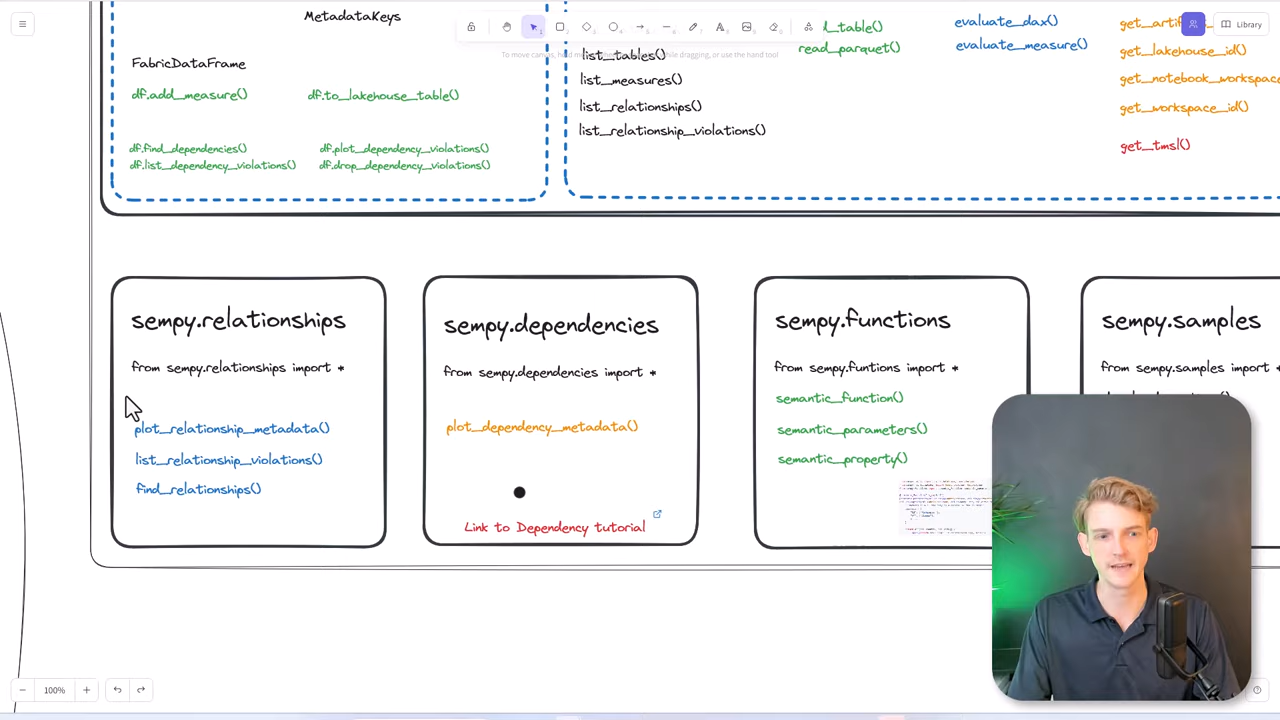 MetadataKeys
FabricDataFrame
df.add_measure()
df.to_lakehouse_table()
df.find_dependencies()
df.plot_dependency_violations()
df.list_dependency_violations()
df.drop_dependency_violations()
list_tables()
list_measures()
list_relationships()
list_relationship_violations()
read_parquet()
evaluate_dax()
evaluate_measure()
get_lakehouse_id()
get_notebook_workspace
get_workspace_id()
get_tmsl()
Library
sempy.relationships
from sempy.relationships import *
plot_relationship_metadata()
list_relationship_violations()
find_relationships()
sempy.dependencies
from sempy.dependencies import *
plot_dependency_metadata()
Link to Dependency tutorial
sempy.functions
from sempy.funtions import *
semantic_function()
semantic_parameters()
semantic_property()
sempy.samples
from sempy.samples import *
100%